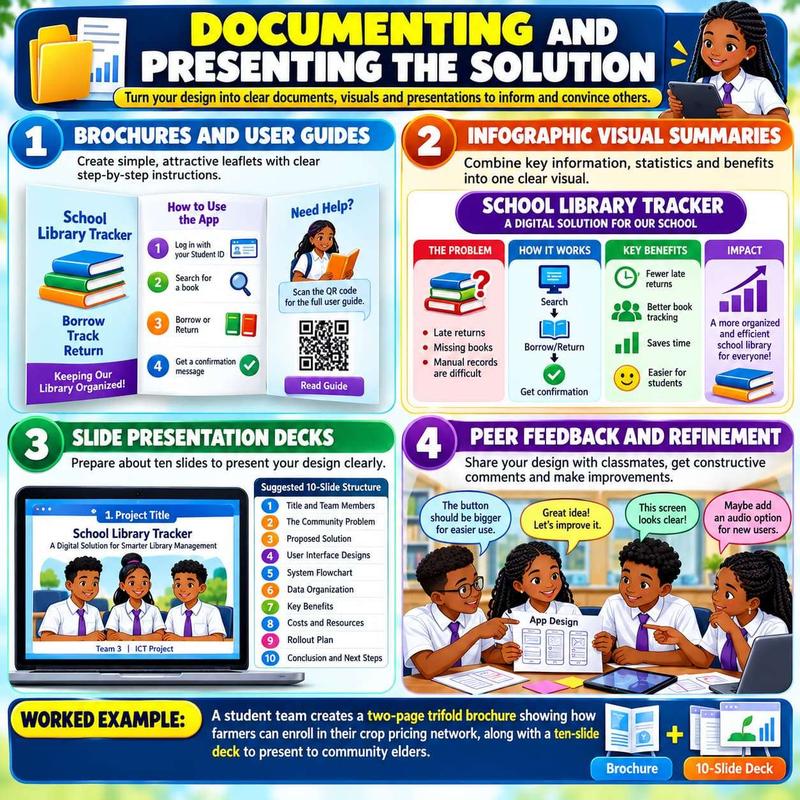 DOCUMENTING AND
PRESENTING THE SOLUTION
Turn your design into clear documents, visuals and presentations to inform and convince others.
1 BROCHURES AND USER GUIDES
Create simple, attractive leaflets with clear
step-by-step instructions.
School
Library Tracker
Borrow
Track
Return
Keeping Our
Library Organized!
How to Use
the App
1 Log in with
your Student ID
2 Search for
a book
3 Borrow or
Return
4 Get a confirmation
message
Need Help?
Scan the QR code
for the full user guide.
Read Guide
2 INFOGRAPHIC VISUAL SUMMARIES
Combine key information, statistics and benefits
into one clear visual.
SCHOOL LIBRARY TRACKER
A DIGITAL SOLUTION FOR OUR SCHOOL
THE PROBLEM
?
• Late returns
• Missing books
• Manual records
are difficult
HOW IT WORKS
Search
Borrow/Return
Get confirmation
KEY BENEFITS
Fewer late
returns
Better book
tracking
Saves time
Easier for
students
IMPACT
A more organized
and efficient
school library
for everyone!
3 SLIDE PRESENTATION DECKS
Prepare about ten slides to present your design clearly.
1. Project Title
School Library Tracker
A Digital Solution for Smarter Library Management
Team 3 | ICT Project
Suggested 10-Slide Structure
1 Title and Team Members
2 The Community Problem
3 Proposed Solution
4 User Interface Designs
5 System Flowchart
6 Data Organization
7 Key Benefits
8 Costs and Resources
9 Rollout Plan
10 Conclusion and Next Steps
4 PEER FEEDBACK AND REFINEMENT
Share your design with classmates, get constructive
comments and make improvements.
The button
should be bigger
for easier use.
Great idea!
Let's improve it.
This screen
looks clear!
Maybe add
an audio option
for new users.
App Design
WORKED EXAMPLE:
A student team creates a two-page trifold brochure showing how
farmers can enroll in their crop pricing network, along with a ten-slide
deck to present to community elders.
+
Brochure
10-Slide Deck